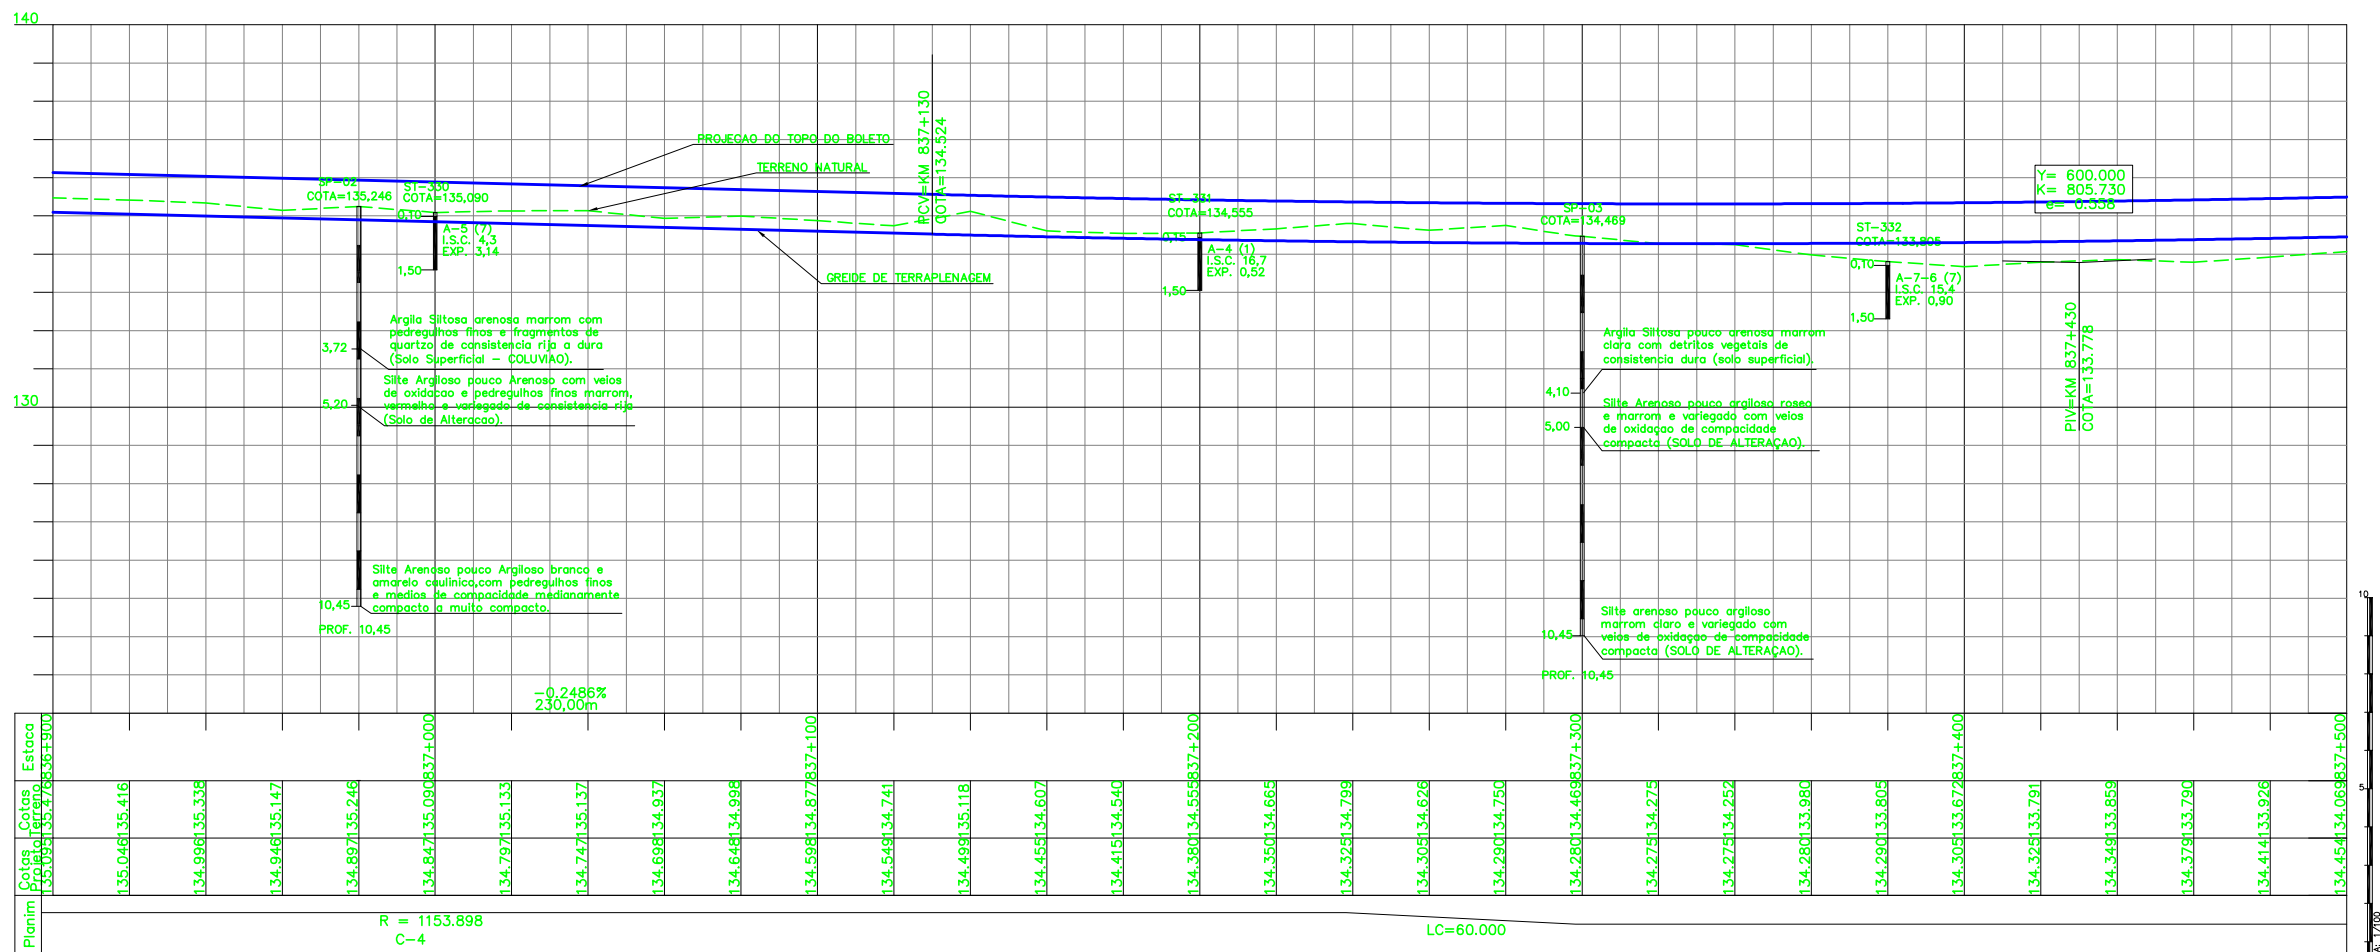 140
PROJECAO DO TOPO DO BOLETO
TERRENO NATURAL
SP-02
COTA=135,246
ST-330
COTA=135,090
0,10
A-5 (7)
I.S.C. 4,3
EXP. 3,14
1,50
GREIDE DE TERRAPLENAGEM
PCV=KM 837+130
COTA=134.524
ST-331
COTA=134,555
0,15
A-4 (1)
I.S.C. 16,7
EXP. 0,52
1,50
SP-03
COTA=134,469
ST-332
COTA=133,805
0,10
A-7-6 (7)
I.S.C. 15,4
EXP. 0,90
1,50
Y= 600.000
K= 805.730
e= 0.558
PIV=KM 837+430
COTA=133.778
Argila Siltosa arenosa marrom com
pedregulhos finos e fragmentos de
quartzo de consistencia rija a dura
(Solo Superficial - COLUVIAO).
3,72
Silte Argiloso pouco Arenoso com veios
de oxidacao e pedregulhos finos marrom,
vermelho e variegado de consistencia rija
(Solo de Alteracao).
5,20
130
Silte Arenoso pouco Argiloso branco e
amarelo caulinico,com pedregulhos finos
e medios de compacidade medianamente
compacto a muito compacto.
10,45
PROF. 10,45
Argila Siltosa pouco arenosa marrom
clara com detritos vegetais de
consistencia dura (solo superficial).
4,10
Silte Arenoso pouco argiloso roseo
e marrom e variegado com veios
de oxidaçao de compacidade
compacta (SOLO DE ALTERAÇAO).
5,00
Silte arenoso pouco argiloso
marrom claro e variegado com
veios de oxidaçao de compacidade
compacta (SOLO DE ALTERAÇAO).
10,45
PROF. 10,45
-0.2486%
230,00m
10
5
Estaca
836+900
837+000
837+100
837+200
837+300
837+400
837+500
Cotas
Terreno
135.476
135.416
135.338
135.147
135.246
135.090
135.133
135.137
134.937
134.998
134.877
134.741
135.118
134.607
134.540
134.555
134.665
134.799
134.626
134.750
134.469
134.275
134.252
133.980
133.805
133.672
133.791
133.859
133.790
133.926
134.069
Cotas
Projeto
135.095
135.046
134.996
134.946
134.897
134.847
134.797
134.747
134.698
134.648
134.598
134.549
134.499
134.455
134.415
134.380
134.350
134.325
134.305
134.290
134.280
134.275
134.275
134.280
134.290
134.305
134.325
134.349
134.379
134.414
134.454
Planim
R = 1153.898
C-4
LC=60.000